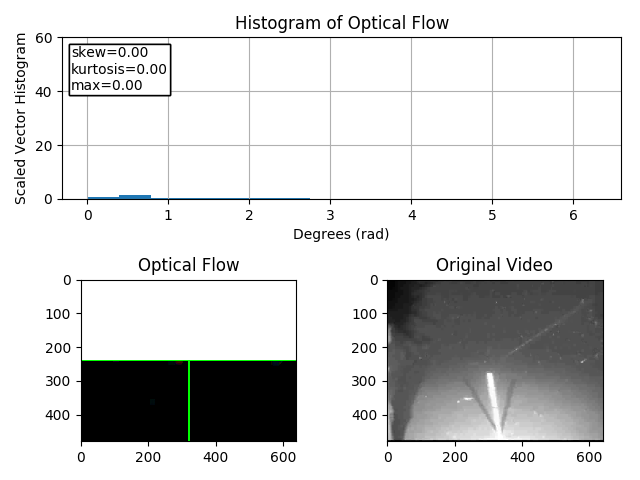 Histogram of Optical Flow
Scaled Vector Histogram
60
40
20
0
skew=0.00
kurtosis=0.00
max=0.00
0 1 2 3 4 5 6
Degrees (rad)
Optical Flow
0
100
200
300
400
0 200 400 600
Original Video
0
100
200
300
400
0 200 400 600